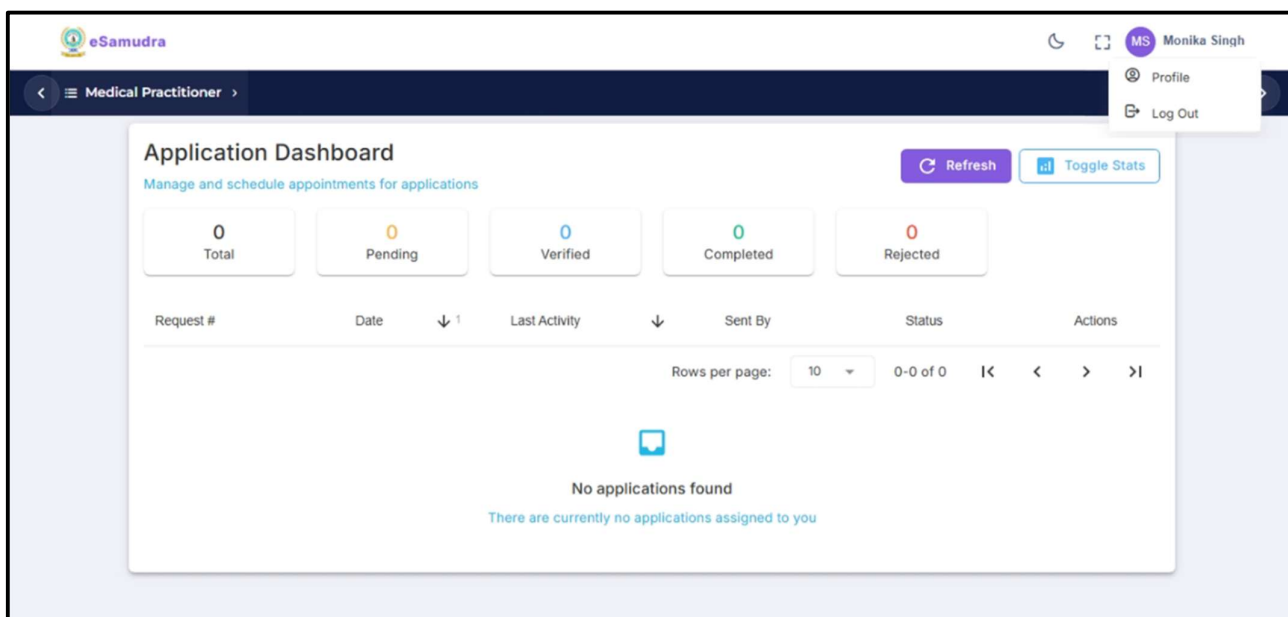 eSamudra
MS Monika Singh
Profile
Log Out
Medical Practitioner
Application Dashboard
Manage and schedule appointments for applications
Refresh
Toggle Stats
0 0 0 0 0
Total Pending Verified Completed Rejected
Request # Date 1 Last Activity Sent By Status Actions
Rows per page: 10 0-0 of 0
No applications found
There are currently no applications assigned to you